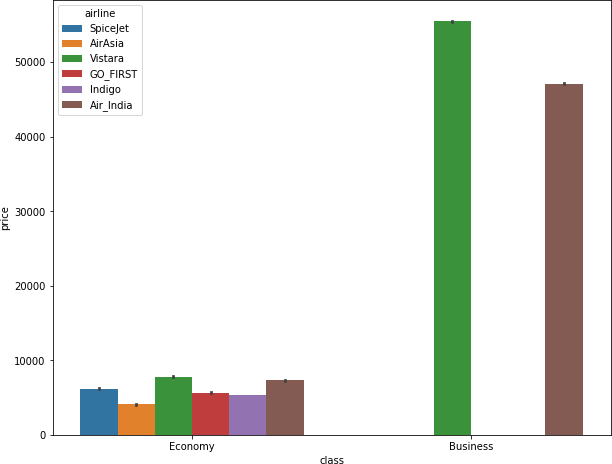 airline
SpiceJet
AirAsia
Vistara
GO_FIRST
Indigo
Air_India
50000
40000
30000
20000
10000
0
price
Economy
Business
class